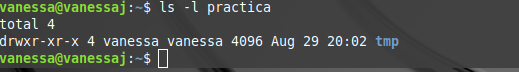 vanessa@vanessaj:~$ ls -l practica
total 4
drwxr-xr-x 4 vanessa vanessa 4096 Aug 29 20:02 tmp
vanessa@vanessaj:~$